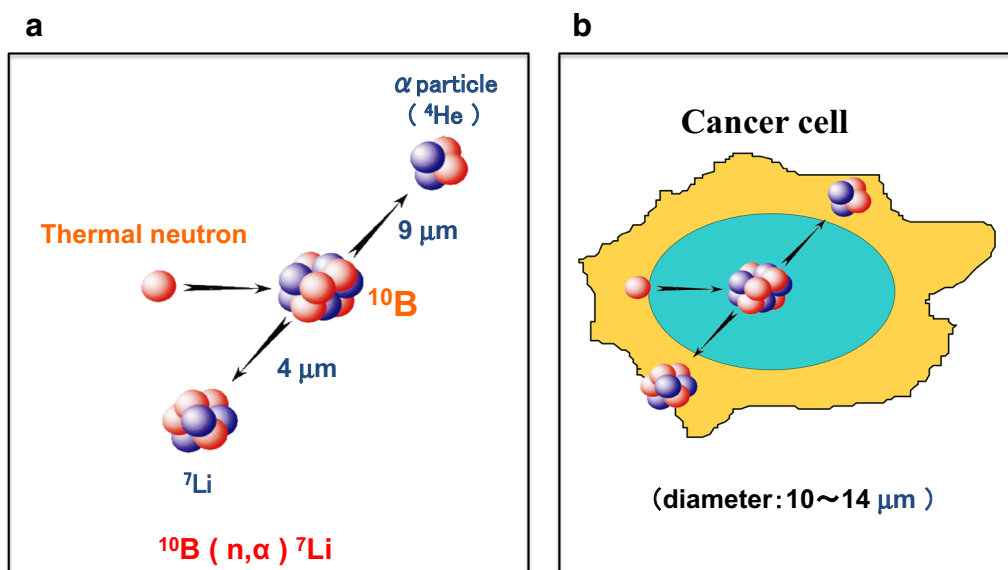 a
α particle
( ⁴He )
Thermal neutron
9 μm
¹⁰B
4 μm
⁷Li
¹⁰B ( n,α ) ⁷Li
b
Cancer cell
(diameter:10～14 μm )